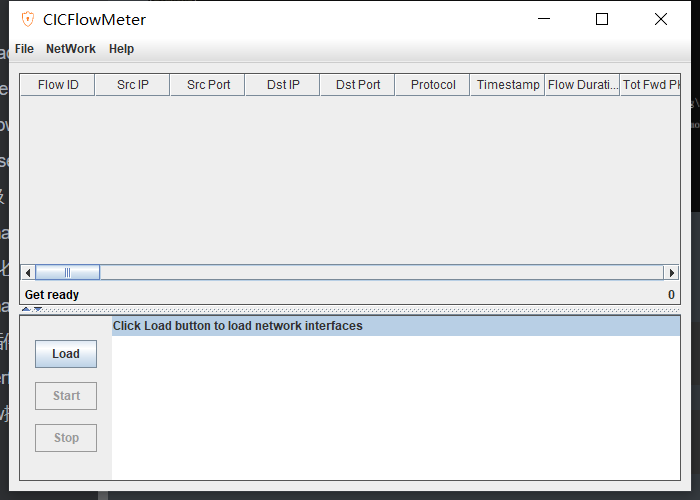 CICFlowMeter
File NetWork Help
Flow ID Src IP Src Port Dst IP Dst Port Protocol Timestamp Flow Durati... Tot Fwd
Get ready 0
Click Load button to load network interfaces
Load
Start
Stop